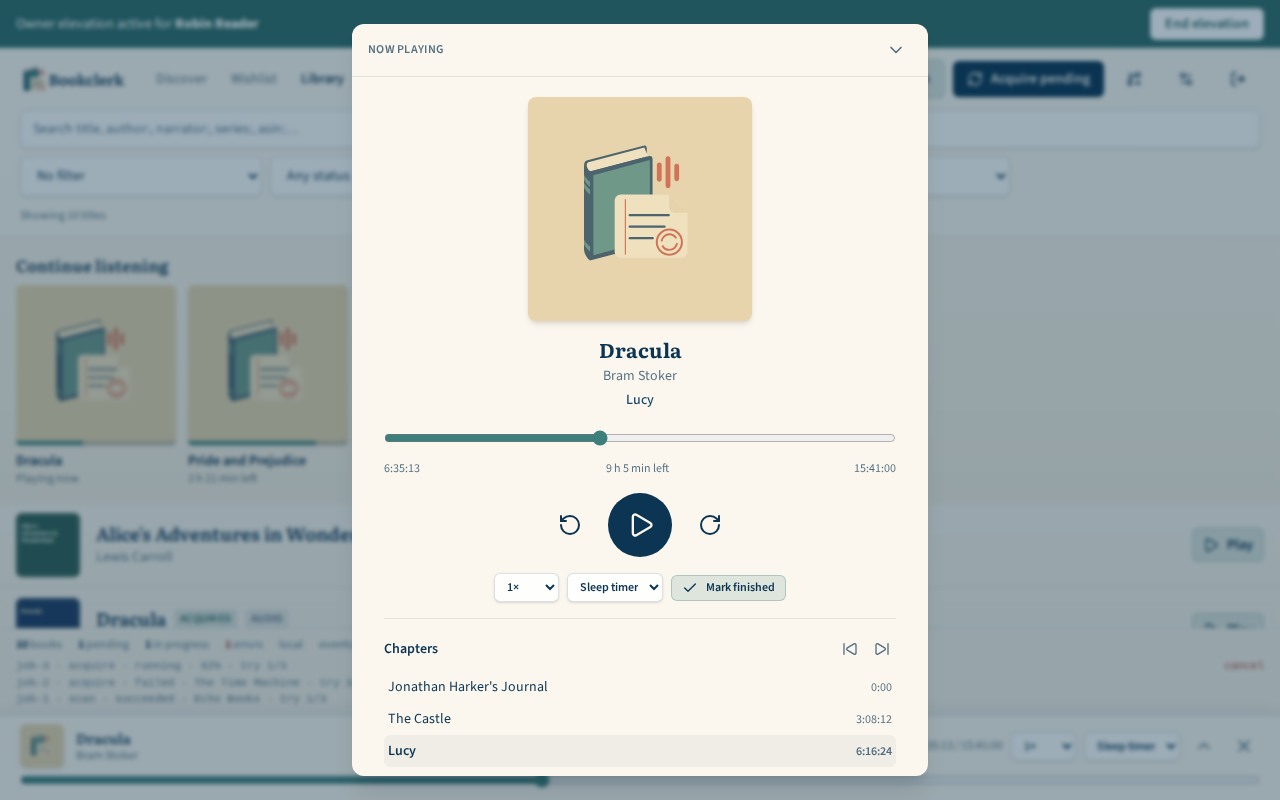 Owner elevation active for Robin Reader
End elevation
NOW PLAYING
Bookclerk
Discover
Wishlist
Library
Acquire pending
Search title, author, narrator, series, asin…
No filter
Any status
Showing 10 titles
Continue listening
Dracula
Playing now
Pride and Prejudice
Dracula
Bram Stoker
Lucy
6:35:13
9 h 5 min left
15:41:00
1×
Sleep timer
Mark finished
Chapters
Jonathan Harker's Journal
0:00
The Castle
3:08:12
Lucy
6:16:24
Lewis Carroll
Play
Dracula
ACQUIRED
cancel
Dracula
Bram Stoker
1×
Sleep timer